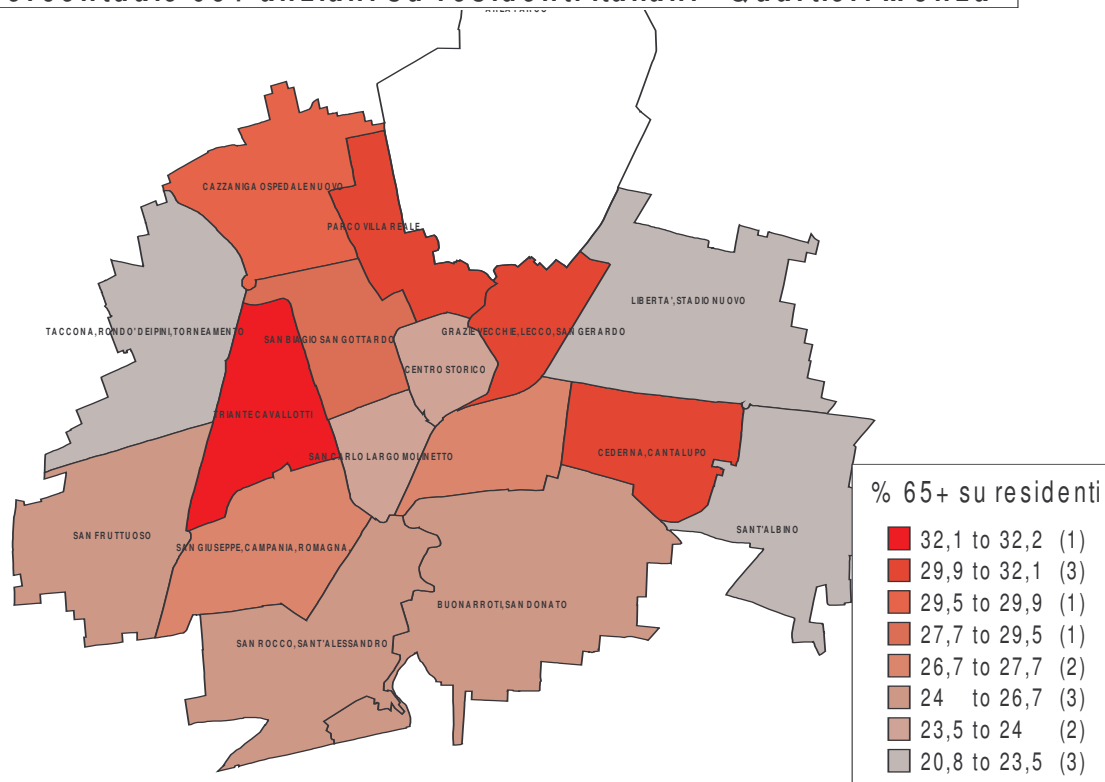 AREA PARCO
CAZZANIGA OSPEDALE NUOVO
PARCO VILLA REALE
LIBERTA', STADIO NUOVO
TACCONA, RONDO' DEI PINI, TORNEAMENTO
SAN BIAGIO SAN GOTTARDO
GRAZIE VECCHIE, LECCO, SAN GERARDO
CENTRO STORICO
TRIANTE CAVALLOTTI
SAN CARLO LARGO MOLINETTO
CEDERNA, CANTALUPO
SAN FRUTTUOSO
SAN GIUSEPPE, CAMPANIA, ROMAGNA,
SANT'ALBINO
BUONARROTI, SAN DONATO
SAN ROCCO, SANT'ALESSANDRO
% 65+ su residenti
32,1 to 32,2 (1)
29,9 to 32,1 (3)
29,5 to 29,9 (1)
27,7 to 29,5 (1)
26,7 to 27,7 (2)
24 to 26,7 (3)
23,5 to 24 (2)
20,8 to 23,5 (3)